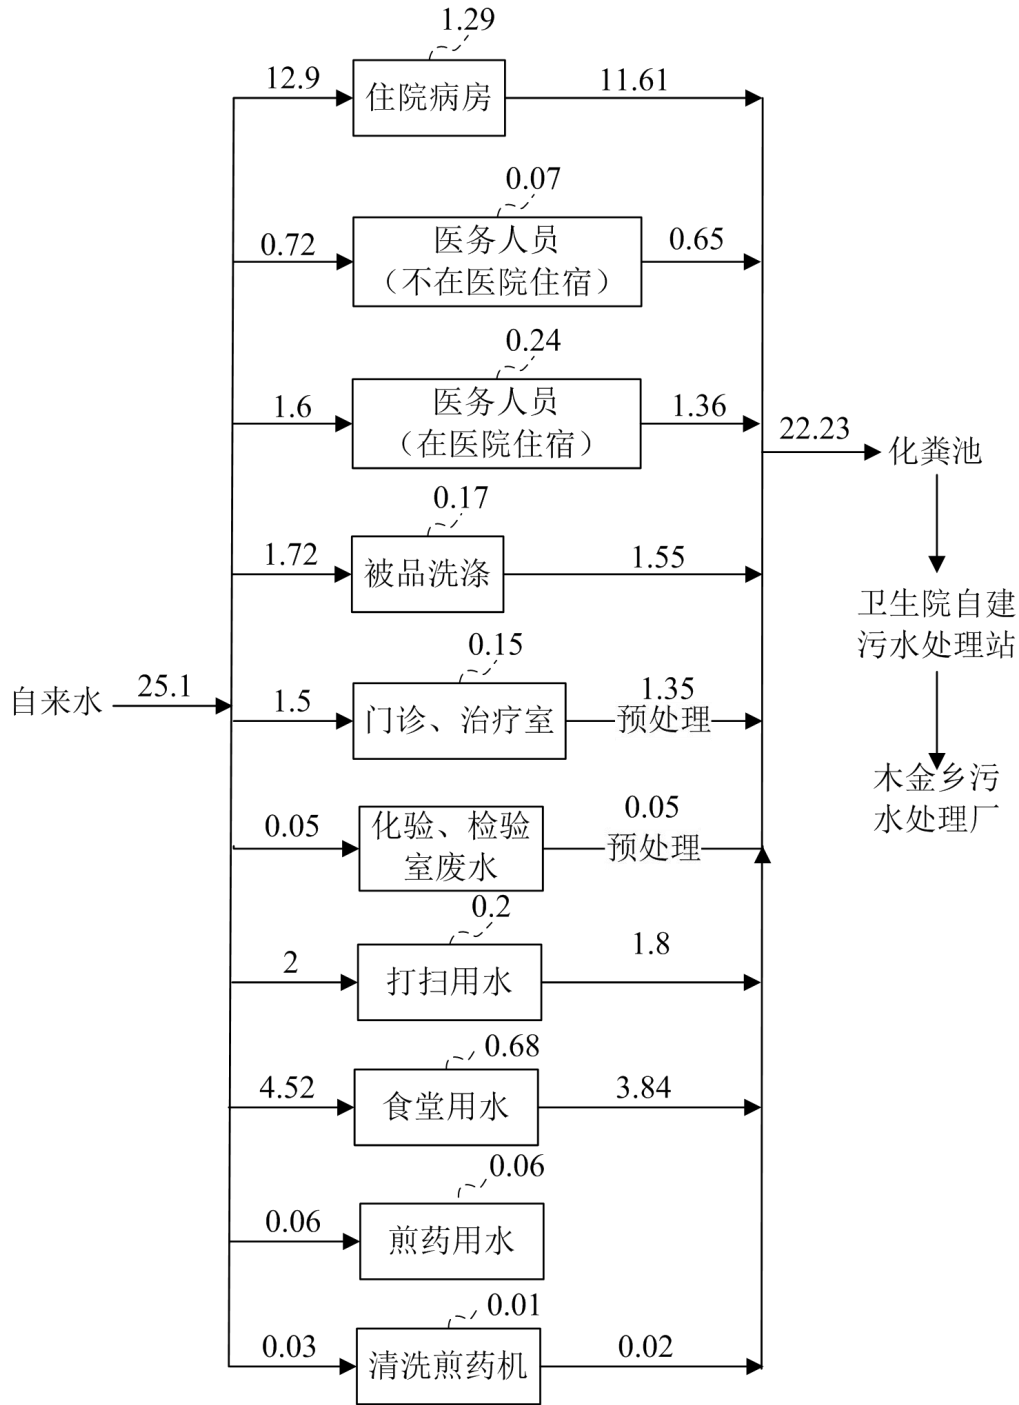 1.29
12.9
住院病房
11.61
0.07
0.72
医务人员
（不在医院住宿）
0.65
0.24
1.6
医务人员
（在医院住宿）
1.36
22.23
化粪池
0.17
1.72
被品洗涤
1.55
卫生院自建
污水处理站
自来水
25.1
0.15
1.5
门诊、治疗室
1.35
预处理
木金乡污
水处理厂
0.05
化验、检验
室废水
0.05
预处理
0.2
2
打扫用水
1.8
0.68
4.52
食堂用水
3.84
0.06
0.06
煎药用水
0.01
0.03
清洗煎药机
0.02